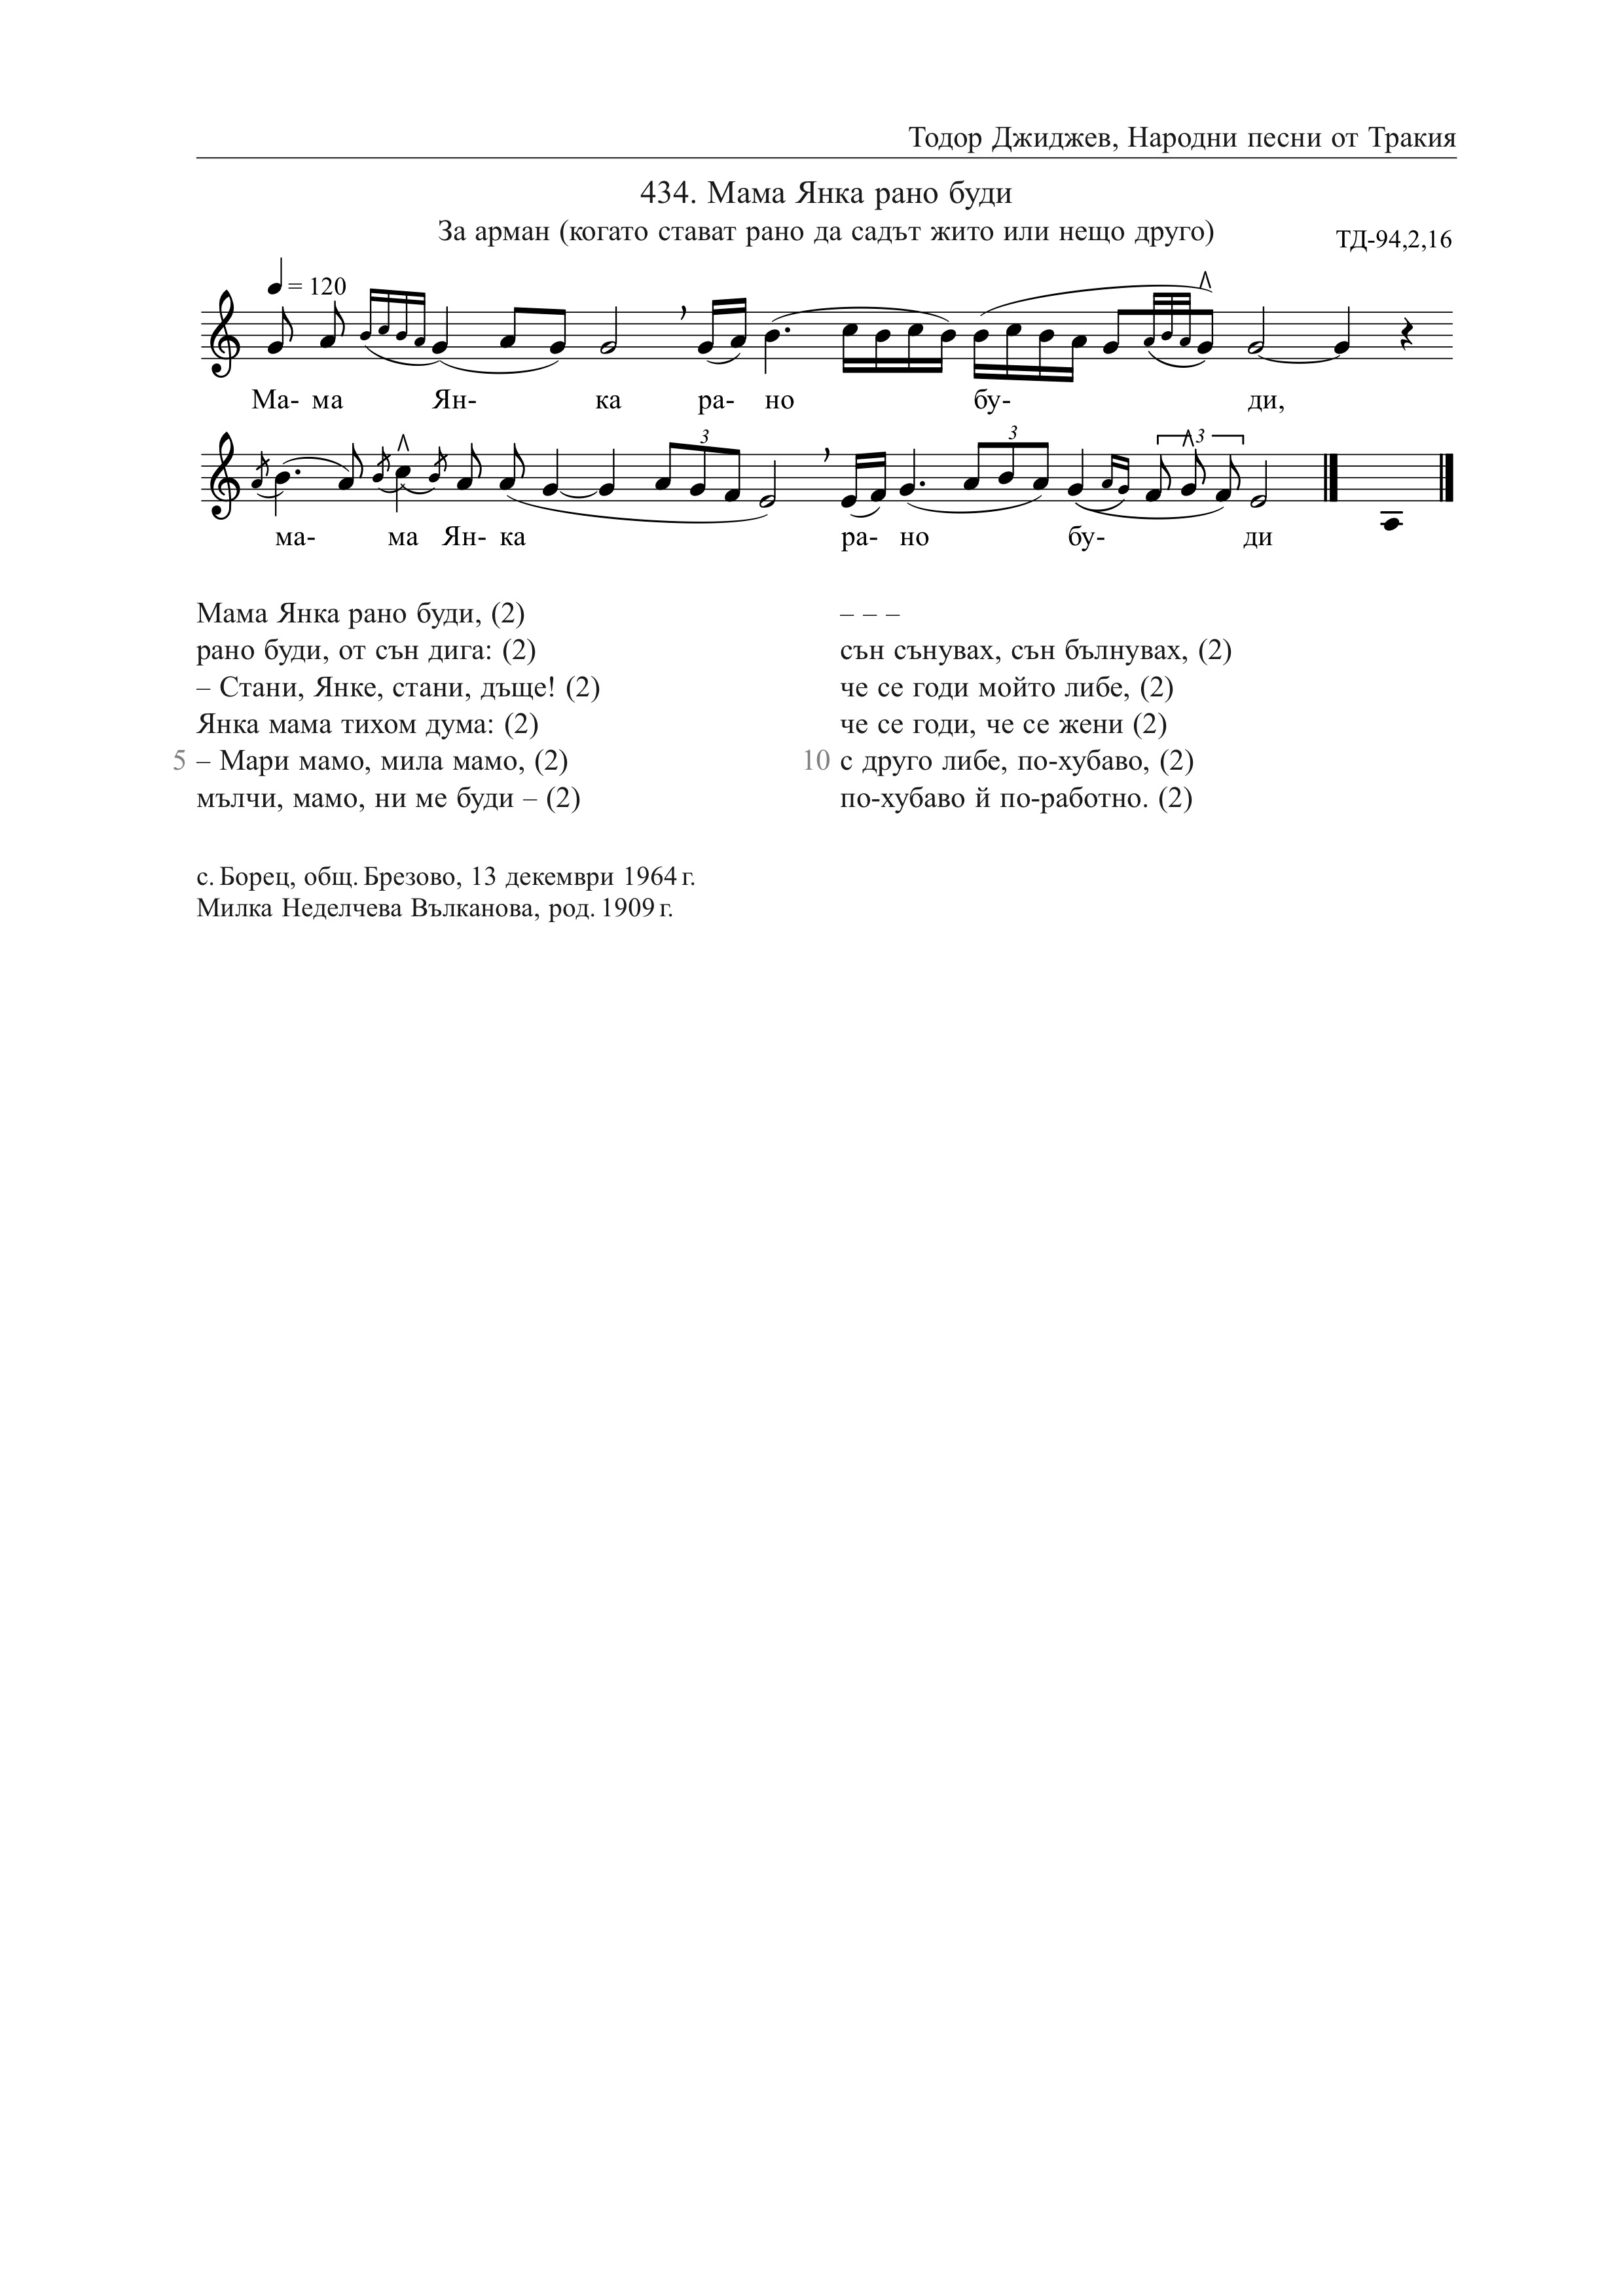 Тодор Джиджев, Народни песни от Тракия
434. Мама Янка рано буди
За арман (когато стават рано да садът жито или нещо друго)
ТД-94,2,16
= 120
Ма- ма Ян- ка ра- но бу- ди,
3 3 3
ма- ма Ян- ка ра- но бу- ди
Мама Янка рано буди, (2)
рано буди, от сън дига: (2)
– Стани, Янке, стани, дъще! (2)
Янка мама тихом дума: (2)
5 – Мари мамо, мила мамо, (2)
мълчи, мамо, ни ме буди – (2)
– – –
сън сънувах, сън бълнувах, (2)
че се годи мойто либе, (2)
че се годи, че се жени (2)
10 с друго либе, по-хубаво, (2)
по-хубаво й по-работно. (2)
с. Борец, общ. Брезово, 13 декември 1964 г.
Милка Неделчева Вълканова, род. 1909 г.